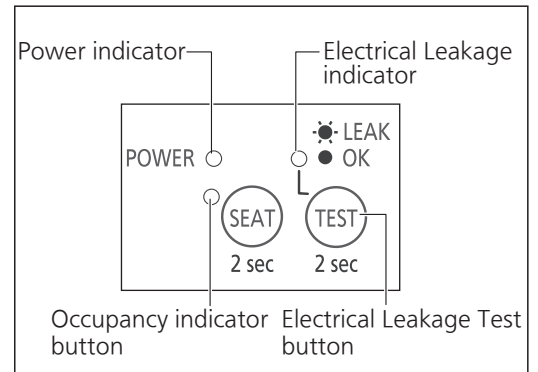 Power indicator
Electrical Leakage
indicator
LEAK
POWER
OK
SEAT
TEST
2 sec
2 sec
Occupancy indicator
button
Electrical Leakage Test
button